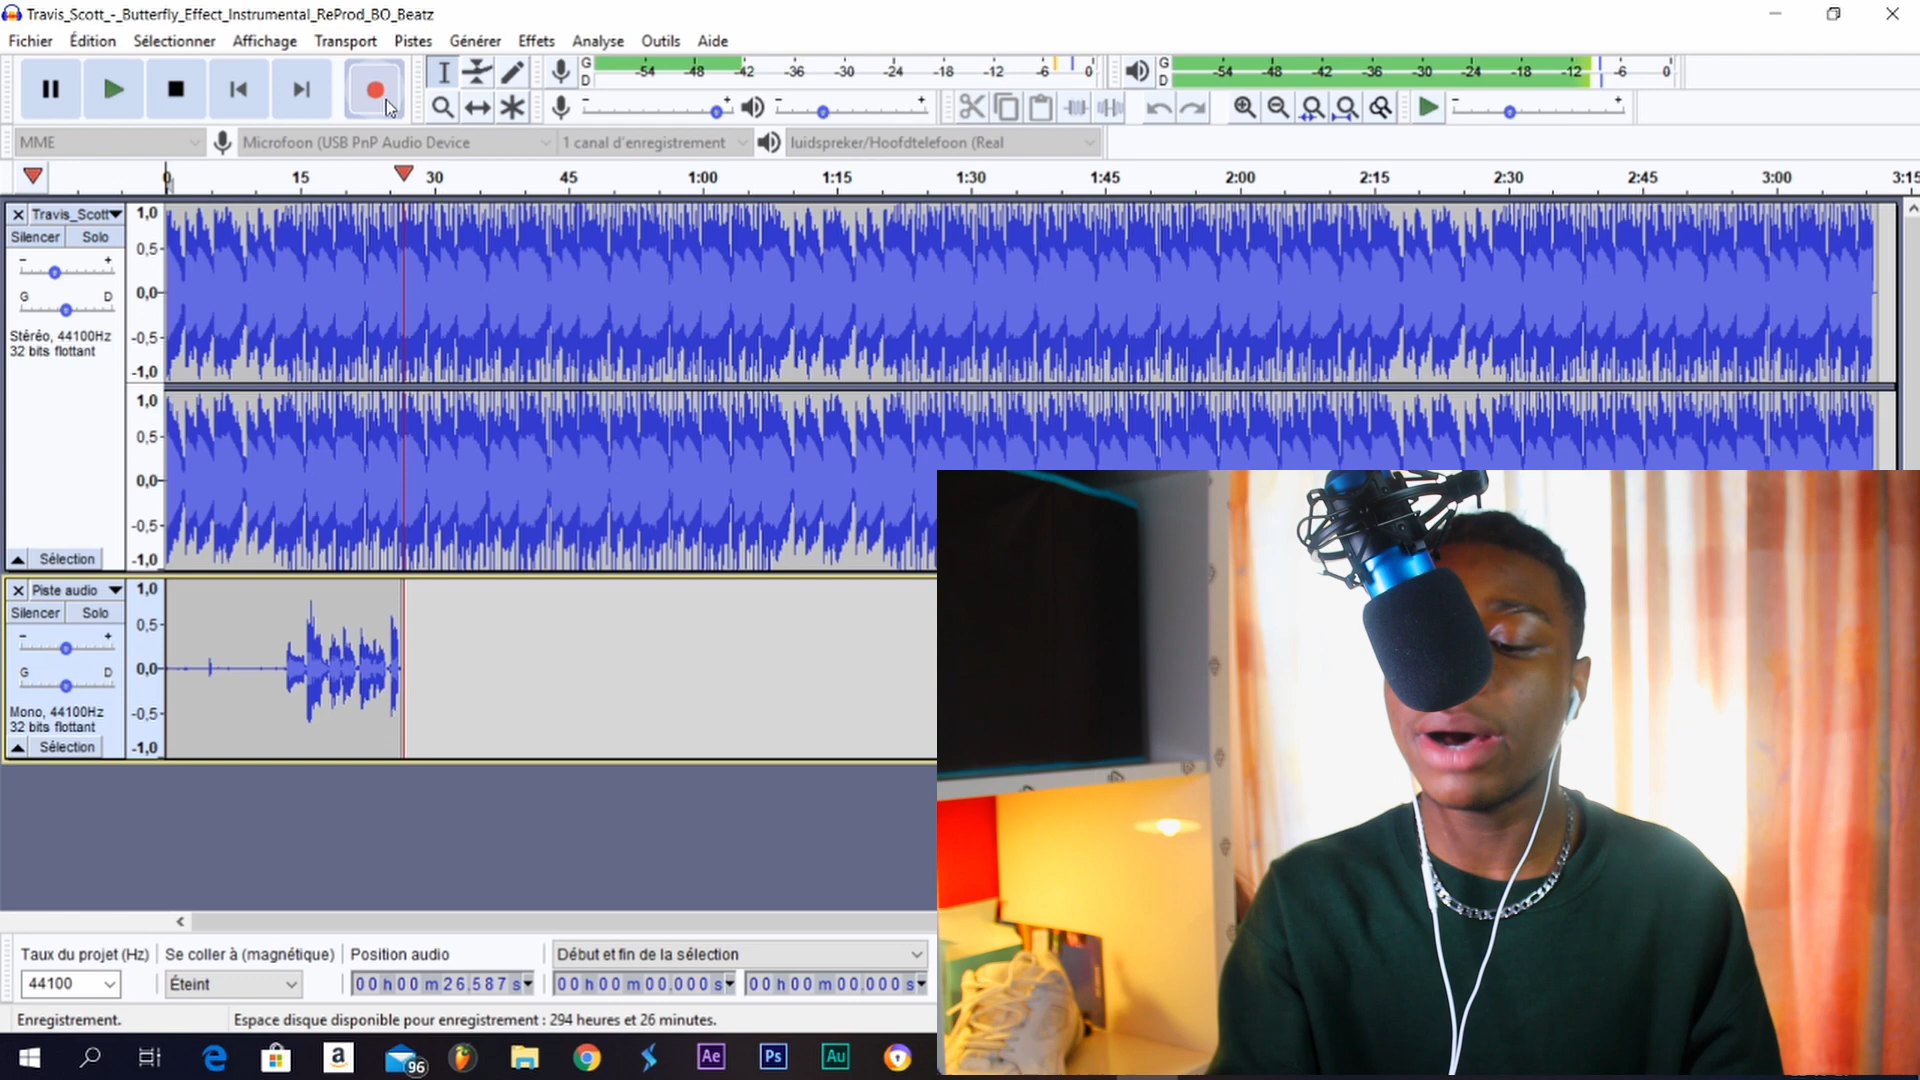 Travis_Scott_-_Butterfly_Effect_Instrumental_ReProd_BO_Beatz
Fichier Édition Sélectionner Affichage Transport Pistes Générer Effets Analyse Outils Aide
G -54 -48 -42 -36 -30 -24 -18 -12 -6 0 G -54 -48 -42 -36 -30 -24 -18 -12 -6 0
D D
- + - + - +
MME Microfoon (USB PnP Audio Device 1 canal d'enregistrement luidspreker/Hoofdtelefoon (Real
0 15 30 45 1:00 1:15 1:30 1:45 2:00 2:15 2:30 2:45 3:00 3:15
Travis_Scott 1,0
Silencer Solo
0,5
- +
G D 0,0
Stéréo, 44100Hz -0,5
32 bits flottant
-1,0
1,0
0,5
0,0
-0,5
Sélection -1,0
Piste audio 1,0
Silencer Solo 0,5
- +
G D 0,0
Mono, 44100Hz -0,5
32 bits flottant
Sélection -1,0
Taux du projet (Hz) Se coller à (magnétique) Position audio Début et fin de la sélection
44100 Éteint 00 h 00 m 26.587 s 00 h 00 m 00.000 s 00 h 00 m 00.000 s
Enregistrement. Espace disque disponible pour enregistrement : 294 heures et 26 minutes.
a 96 Ae Ps Au